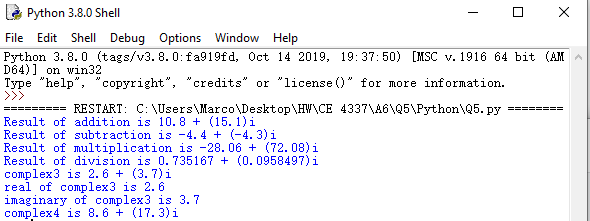 Python 3.8.0 Shell
File Edit Shell Debug Options Window Help
Python 3.8.0 (tags/v3.8.0:fa919fd, Oct 14 2019, 19:37:50) [MSC v.1916 64 bit (AM
D64)] on win32
Type "help", "copyright", "credits" or "license()" for more information.
>>>
========= RESTART: C:\Users\Marco\Desktop\HW\CE 4337\A6\Q5\Python\Q5.py ========
Result of addition is 10.8 + (15.1)i
Result of subtraction is -4.4 + (-4.3)i
Result of multiplication is -28.06 + (72.08)i
Result of division is 0.735167 + (0.0958497)i
complex3 is 2.6 + (3.7)i
real of complex3 is 2.6
imaginary of complex3 is 3.7
complex4 is 8.6 + (17.3)i